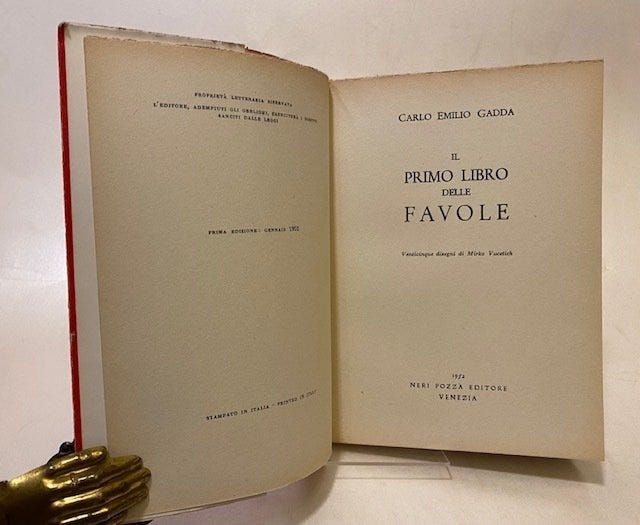 PROPRIETÀ LETTERARIA RISERVATA
L'EDITORE, ADEMPIUTI GLI OBBLIGHI, ESERCITERÀ I DIRITTI
SANCITI DALLE LEGGI
PRIMA EDIZIONE: GENNAIO 1952
STAMPATO IN ITALIA - PRINTED IN ITALY
CARLO EMILIO GADDA
IL
PRIMO LIBRO
DELLE
FAVOLE
Venticinque disegni di Mirko Vucetich
1952
NERI POZZA EDITORE
VENEZIA